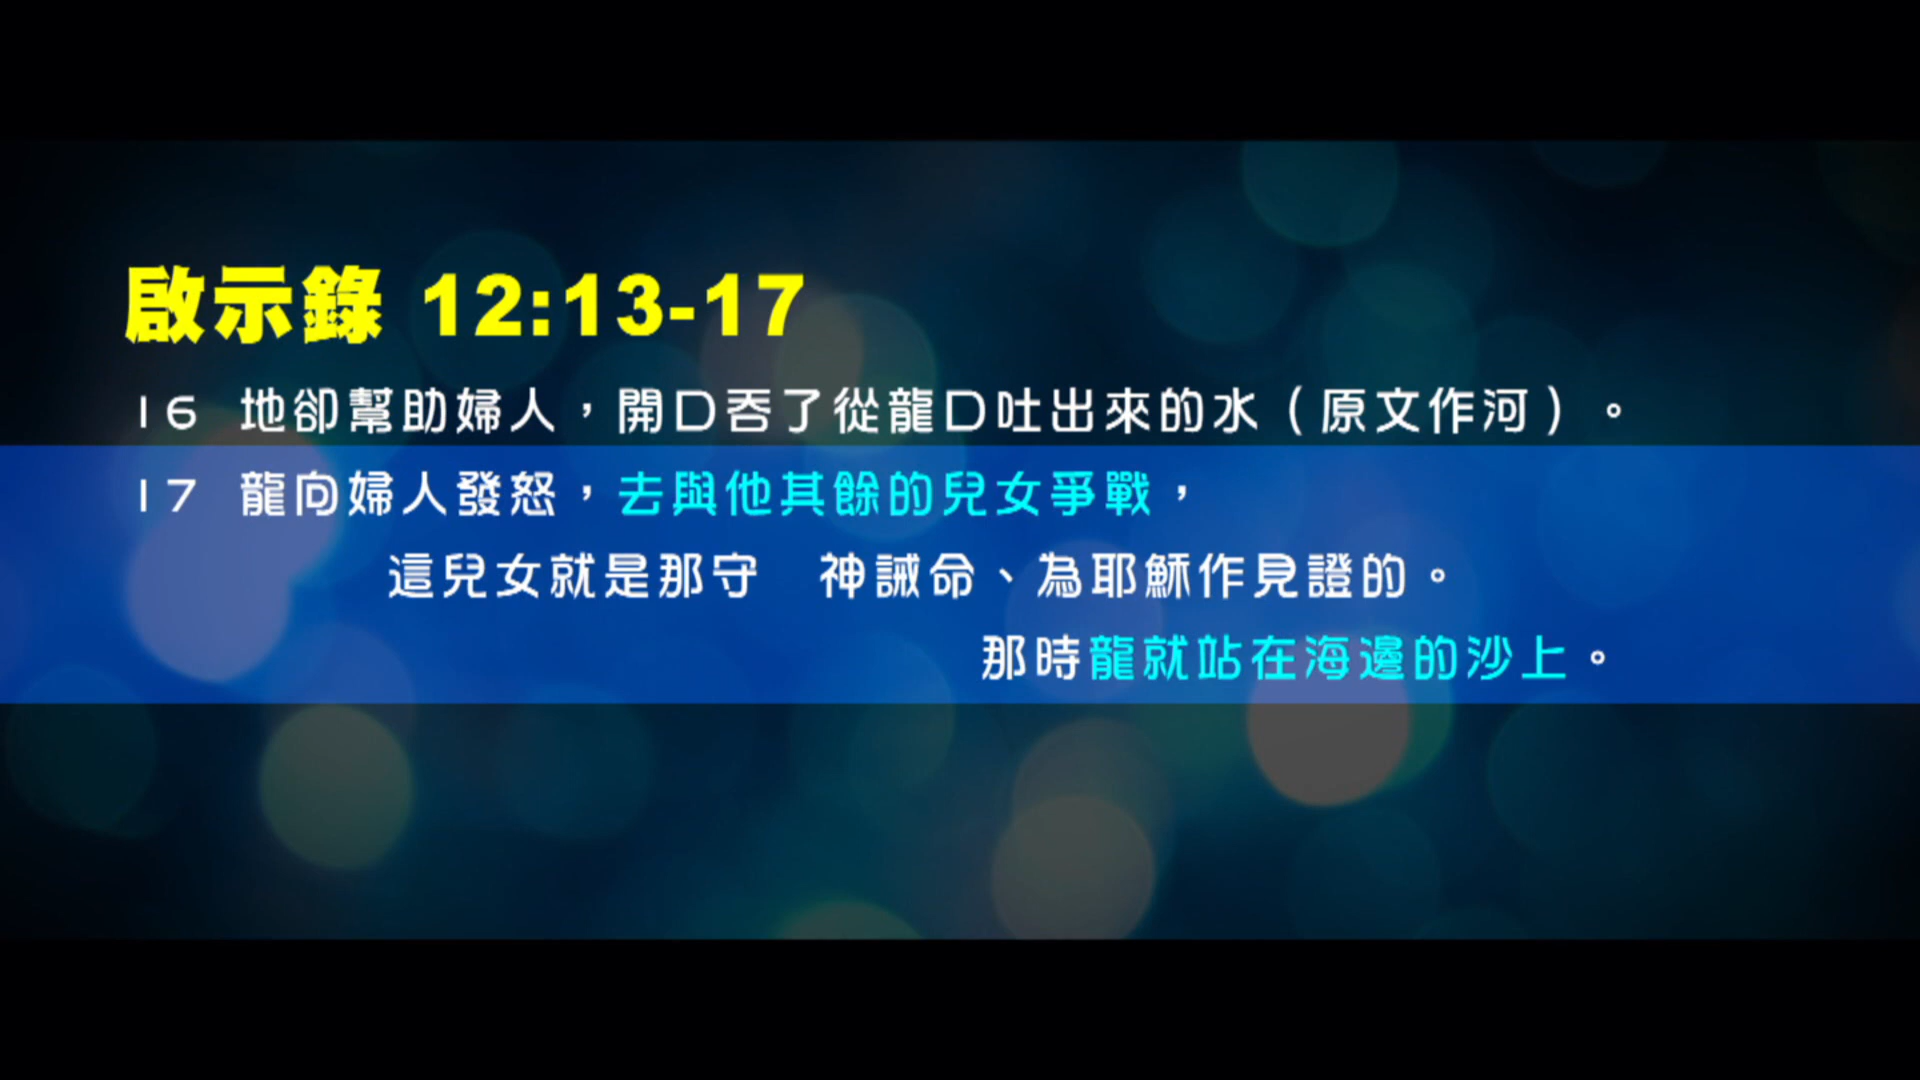 啟示錄 12:13-17
16 地卻幫助婦人，開口吞了從龍口吐出來的水（原文作河）。
17 龍向婦人發怒，去與他其餘的兒女爭戰，
這兒女就是那守　神誡命、為耶穌作見證的。
那時龍就站在海邊的沙上。